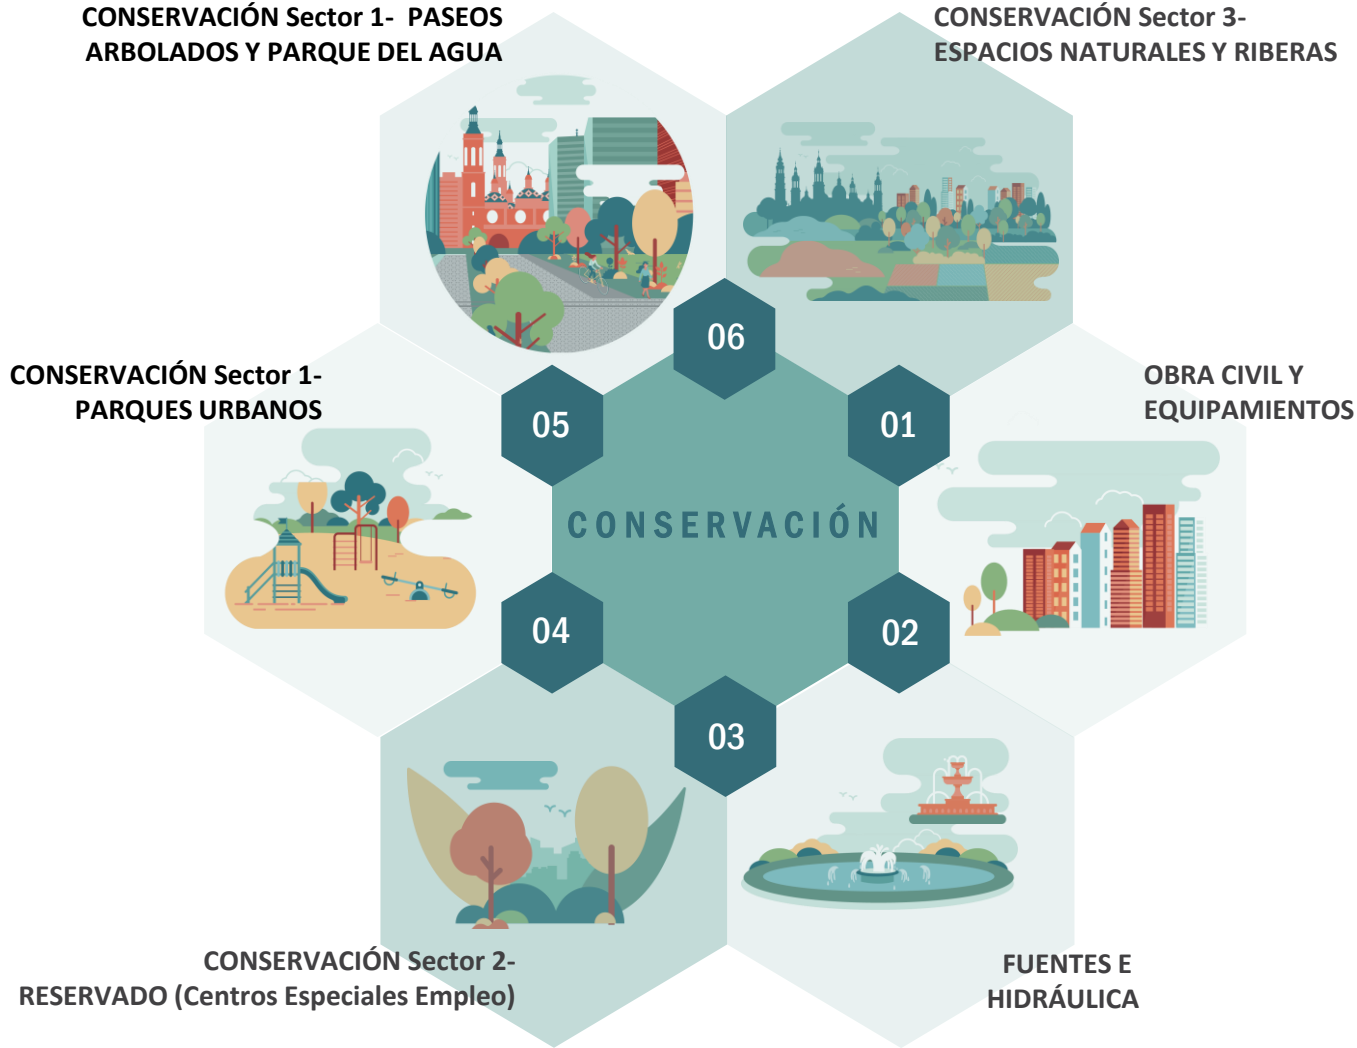 CONSERVACIÓN Sector 1- PASEOS
ARBOLADOS Y PARQUE DEL AGUA
CONSERVACIÓN Sector 3-
ESPACIOS NATURALES Y RIBERAS
06
CONSERVACIÓN Sector 1-
PARQUES URBANOS
OBRA CIVIL Y
EQUIPAMIENTOS
05
01
CONSERVACIÓN
04
02
03
CONSERVACIÓN Sector 2-
RESERVADO (Centros Especiales Empleo)
FUENTES E
HIDRÁULICA